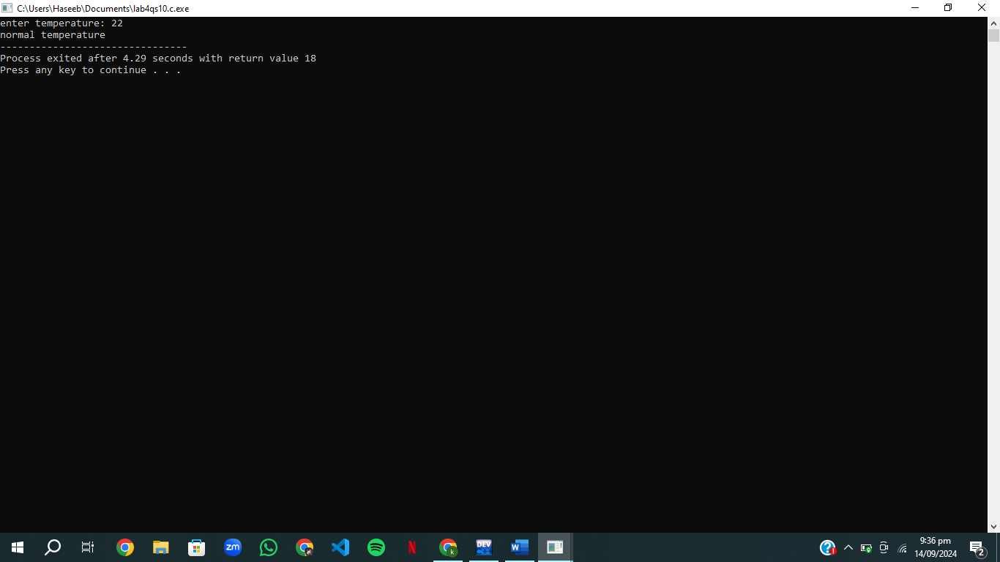 C:\Users\Haseeb\Documents\lab4qs10.c.exe
enter temperature: 22
normal temperature
--------------------------------
Process exited after 4.29 seconds with return value 18
Press any key to continue . . .
zm
N
k
DEV
C++
W
?
!
9:36 pm
14/09/2024
2